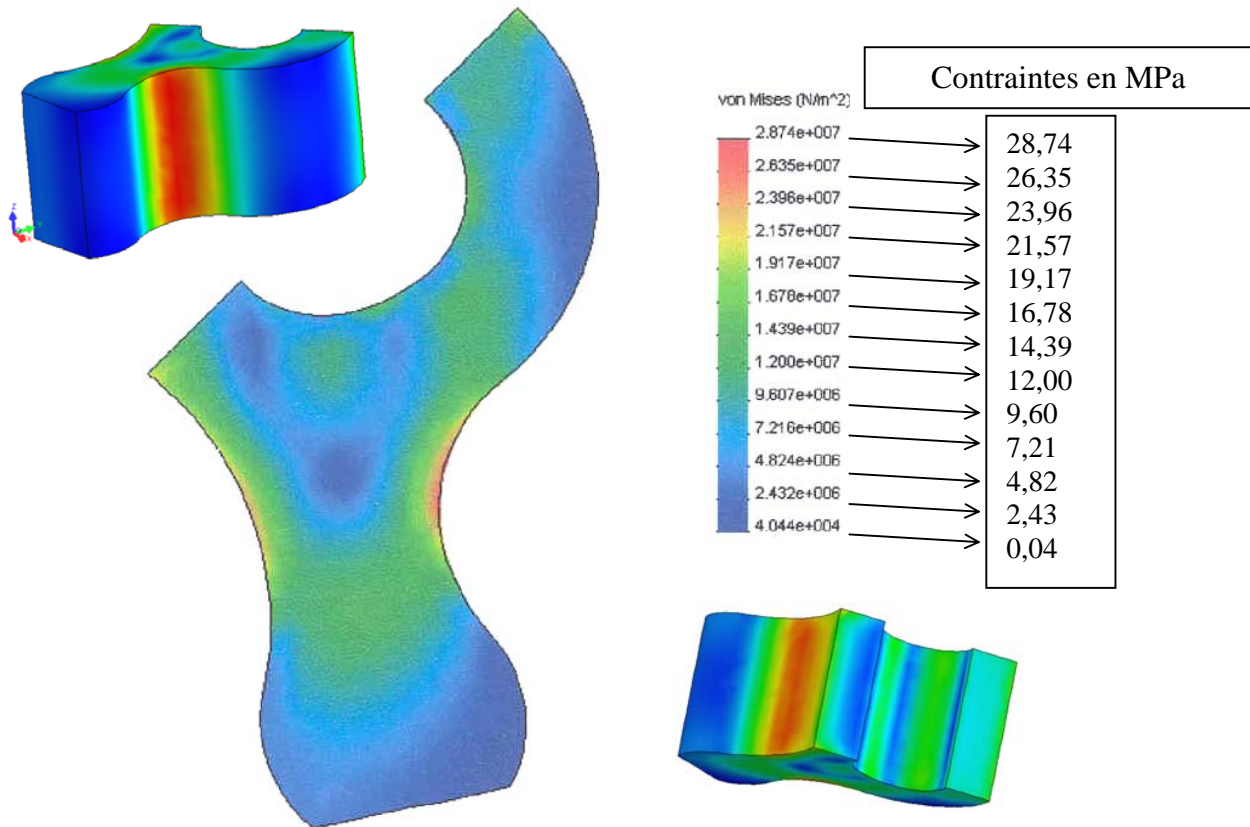 Contraintes en MPa
von Mises (N/m^2)
2.874e+007
2.635e+007
2.396e+007
2.157e+007
1.917e+007
1.678e+007
1.439e+007
1.200e+007
9.607e+006
7.216e+006
4.824e+006
2.432e+006
4.044e+004
28,74
26,35
23,96
21,57
19,17
16,78
14,39
12,00
9,60
7,21
4,82
2,43
0,04
Z
Y
X